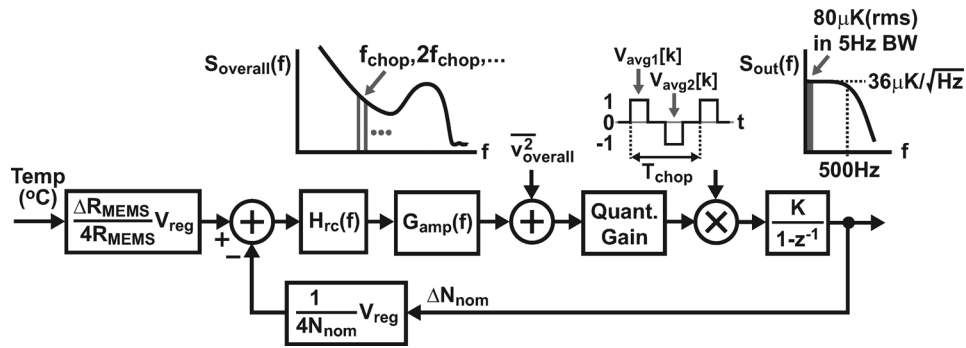 80μK(rms)
in 5Hz BW
S_overall(f)
f_chop,2f_chop,...
f
V_avg1[k]
V_avg2[k]
1
0
-1
t
T_chop
S_out(f)
36μK/√Hz
f
500Hz
v²_overall
Temp
(°C)
ΔR_MEMS
4R_MEMS
V_reg
+
−
+
H_rc(f)
G_amp(f)
+
Quant.
Gain
×
K
1-z⁻¹
1
4N_nom
V_reg
ΔN_nom